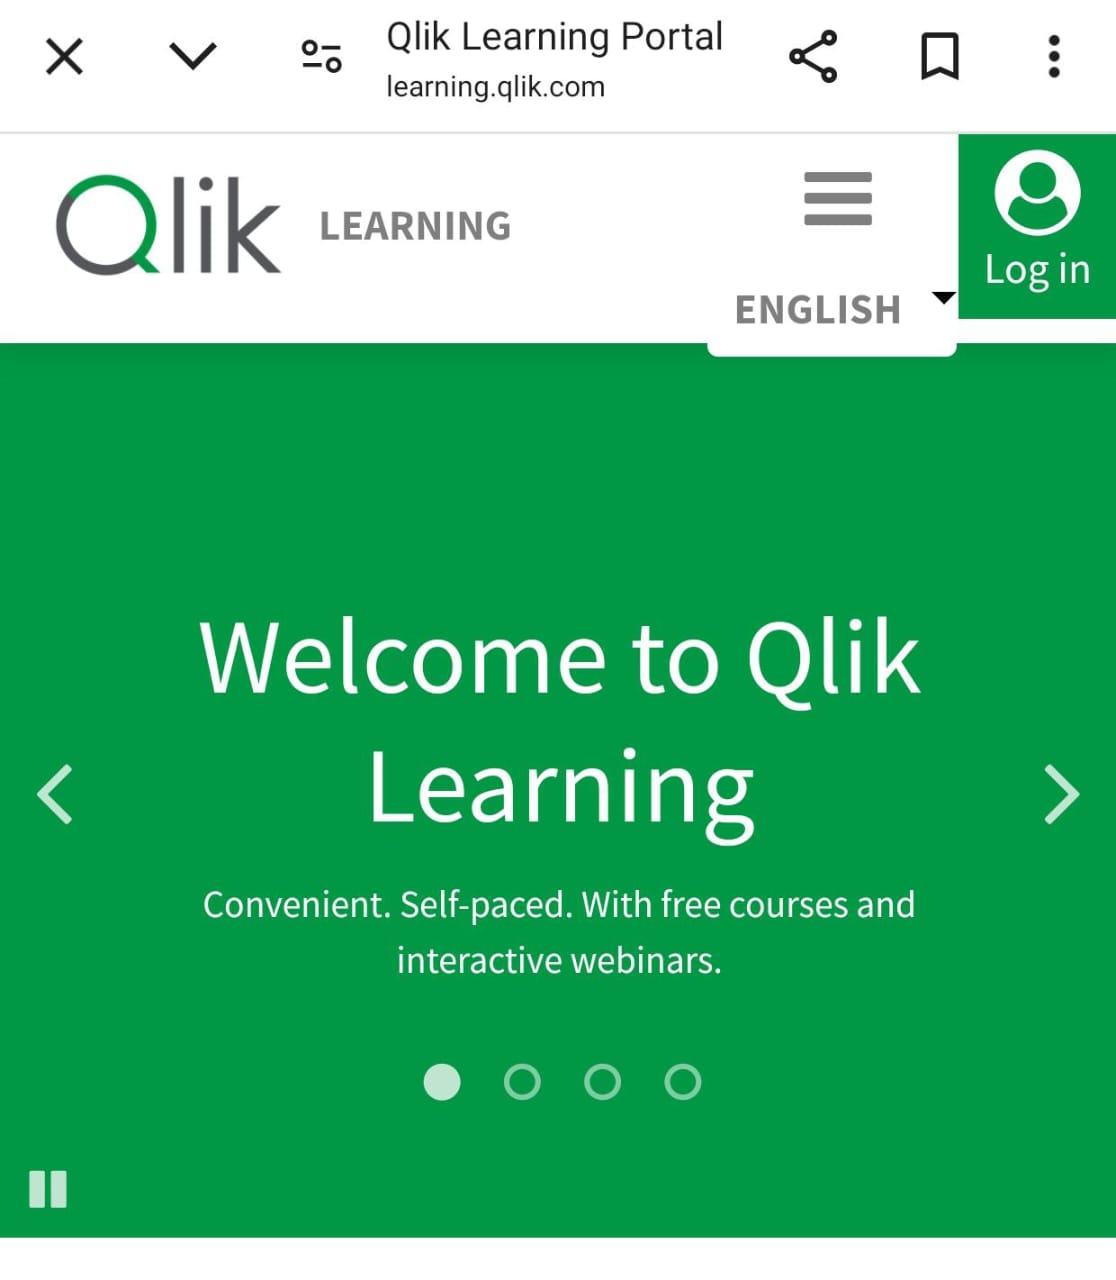 Qlik Learning Portal
learning.qlik.com
Qlik LEARNING
Log in
ENGLISH
Welcome to Qlik
Learning
Convenient. Self-paced. With free courses and
interactive webinars.